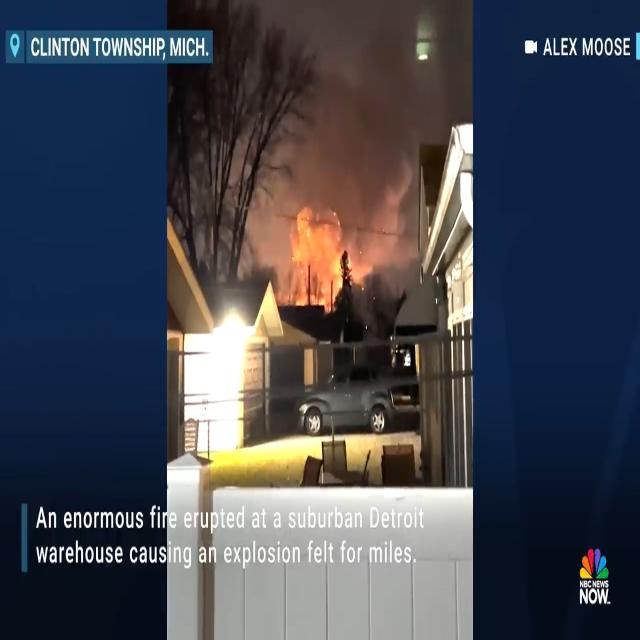 CLINTON TOWNSHIP, MICH.
ALEX MOOSE
An enormous fire erupted at a suburban Detroit
warehouse causing an explosion felt for miles.
NBC NEWS
NOW